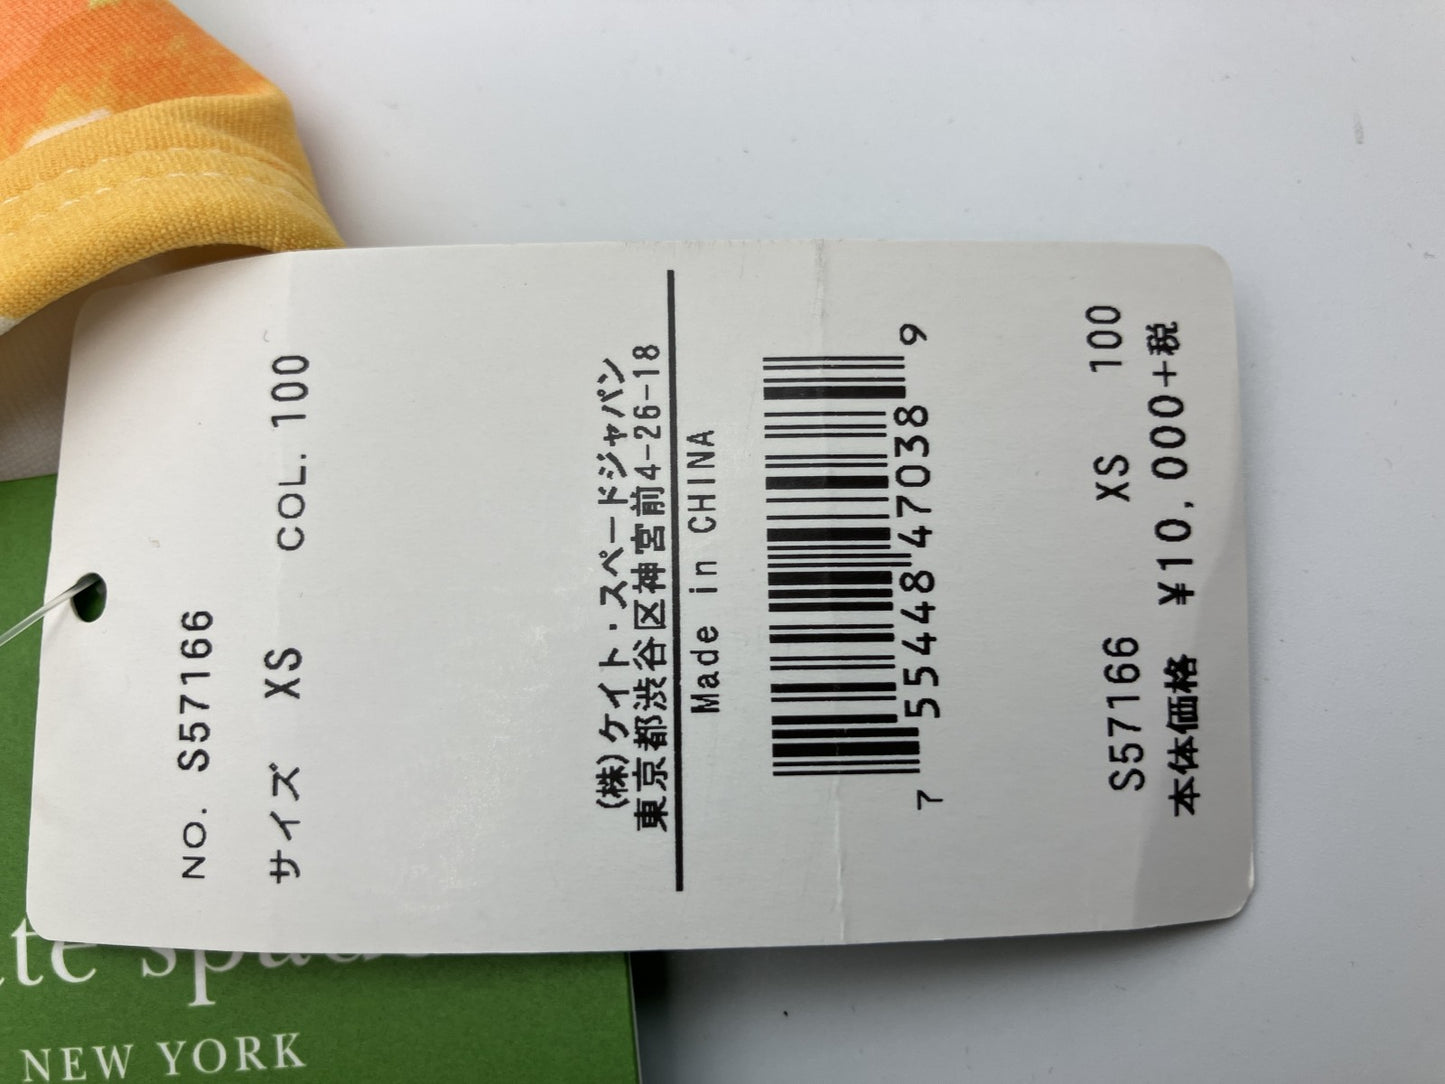 NO. S57166
サイズ XS COL. 100
(株)ケイト・スペードジャパン
東京都渋谷区神宮前4-26-18
Made in CHINA
7 55448 47038 9
S57166 XS 100
本体価格 ¥10,000+税
NEW YORK